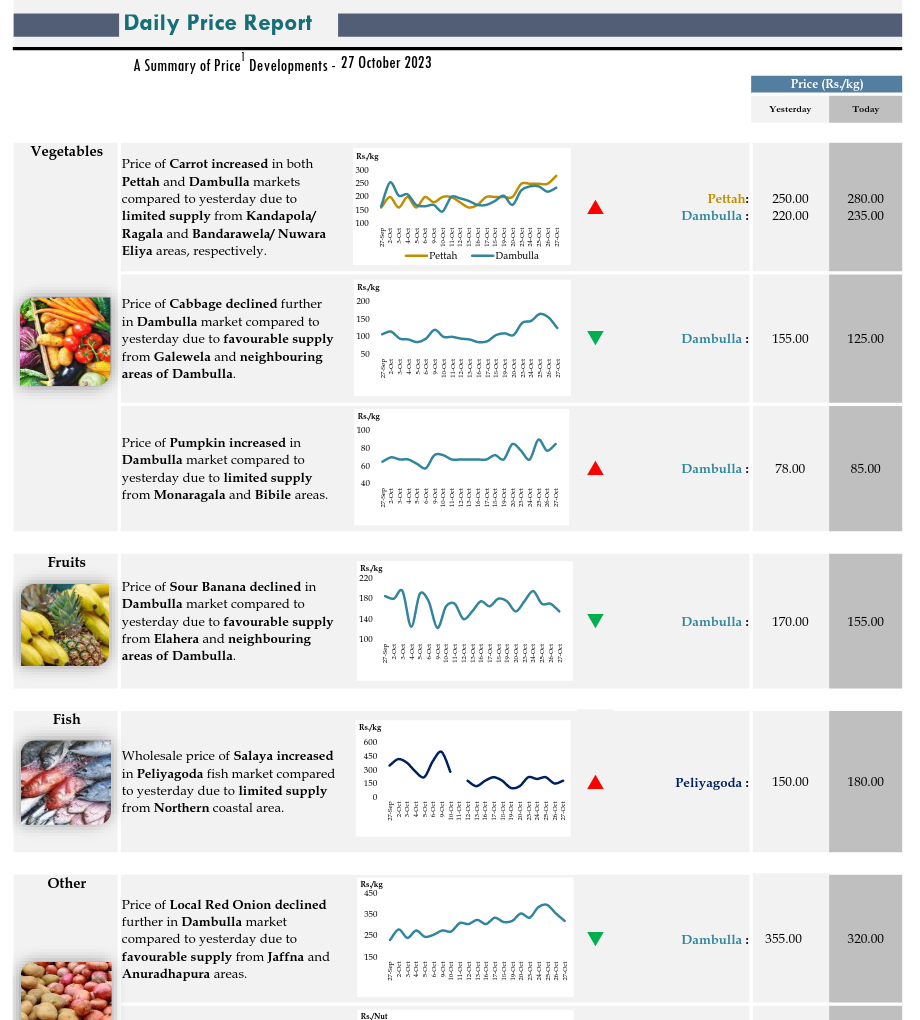 Daily Price Report
A Summary of Price1 Developments - 27 October 2023
Price (Rs./kg)
Yesterday Today
Vegetables
Price of Carrot increased in both
Pettah and Dambulla markets
compared to yesterday due to
limited supply from Kandapola/
Ragala and Bandarawela/ Nuwara
Eliya areas, respectively.
Rs./kg
300
250
200
150
100
27-Sep 2-Oct 3-Oct 4-Oct 5-Oct 6-Oct 9-Oct 10-Oct 11-Oct 12-Oct 13-Oct 16-Oct 17-Oct 18-Oct 19-Oct 20-Oct 23-Oct 24-Oct 25-Oct 26-Oct 27-Oct
Pettah Dambulla
Pettah: 250.00 280.00
Dambulla : 220.00 235.00
Price of Cabbage declined further
in Dambulla market compared to
yesterday due to favourable supply
from Galewela and neighbouring
areas of Dambulla.
Rs./kg
200
150
100
50
27-Sep 2-Oct 3-Oct 4-Oct 5-Oct 6-Oct 9-Oct 10-Oct 11-Oct 12-Oct 13-Oct 16-Oct 17-Oct 18-Oct 19-Oct 20-Oct 23-Oct 24-Oct 25-Oct 26-Oct 27-Oct
Dambulla : 155.00 125.00
Price of Pumpkin increased in
Dambulla market compared to
yesterday due to limited supply
from Monaragala and Bibile areas.
Rs./kg
100
80
60
40
27-Sep 2-Oct 3-Oct 4-Oct 5-Oct 6-Oct 9-Oct 10-Oct 11-Oct 12-Oct 13-Oct 16-Oct 17-Oct 18-Oct 19-Oct 20-Oct 23-Oct 24-Oct 25-Oct 26-Oct 27-Oct
Dambulla : 78.00 85.00
Fruits
Price of Sour Banana declined in
Dambulla market compared to
yesterday due to favourable supply
from Elahera and neighbouring
areas of Dambulla.
Rs./kg
220
180
140
100
27-Sep 2-Oct 3-Oct 4-Oct 5-Oct 6-Oct 9-Oct 10-Oct 11-Oct 12-Oct 13-Oct 16-Oct 17-Oct 18-Oct 19-Oct 20-Oct 23-Oct 24-Oct 25-Oct 26-Oct 27-Oct
Dambulla : 170.00 155.00
Fish
Wholesale price of Salaya increased
in Peliyagoda fish market compared
to yesterday due to limited supply
from Northern coastal area.
Rs./kg
600
450
300
150
0
27-Sep 2-Oct 3-Oct 4-Oct 5-Oct 6-Oct 9-Oct 10-Oct 11-Oct 12-Oct 13-Oct 16-Oct 17-Oct 18-Oct 19-Oct 20-Oct 23-Oct 24-Oct 25-Oct 26-Oct 27-Oct
Peliyagoda : 150.00 180.00
Other
Price of Local Red Onion declined
further in Dambulla market
compared to yesterday due to
favourable supply from Jaffna and
Anuradhapura areas.
Rs./kg
450
350
250
150
27-Sep 2-Oct 3-Oct 4-Oct 5-Oct 6-Oct 9-Oct 10-Oct 11-Oct 12-Oct 13-Oct 16-Oct 17-Oct 18-Oct 19-Oct 20-Oct 23-Oct 24-Oct 25-Oct 26-Oct 27-Oct
Dambulla : 355.00 320.00
Rs./Nut